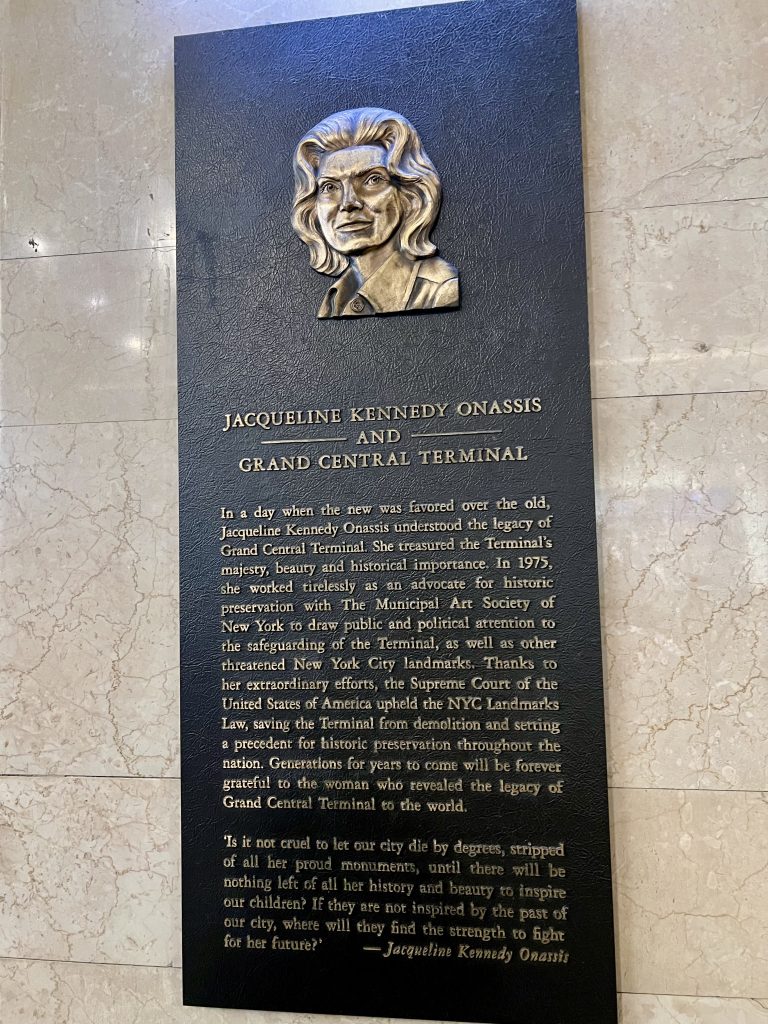 JACQUELINE KENNEDY ONASSIS
AND
GRAND CENTRAL TERMINAL
In a day when the new was favored over the old,
Jacqueline Kennedy Onassis understood the legacy of
Grand Central Terminal. She treasured the Terminal's
majesty, beauty and historical importance. In 1975,
she worked tirelessly as an advocate for historic
preservation with The Municipal Art Society of
New York to draw public and political attention to
the safeguarding of the Terminal, as well as other
threatened New York City landmarks. Thanks to
her extraordinary efforts, the Supreme Court of the
United States of America upheld the NYC Landmarks
Law, saving the Terminal from demolition and setting
a precedent for historic preservation throughout the
nation. Generations for years to come will be forever
grateful to the woman who revealed the legacy of
Grand Central Terminal to the world.
'Is it not cruel to let our city die by degrees, stripped
of all her proud monuments, until there will be
nothing left of all her history and beauty to inspire
our children? If they are not inspired by the past of
our city, where will they find the strength to fight
for her future?' — Jacqueline Kennedy Onassis